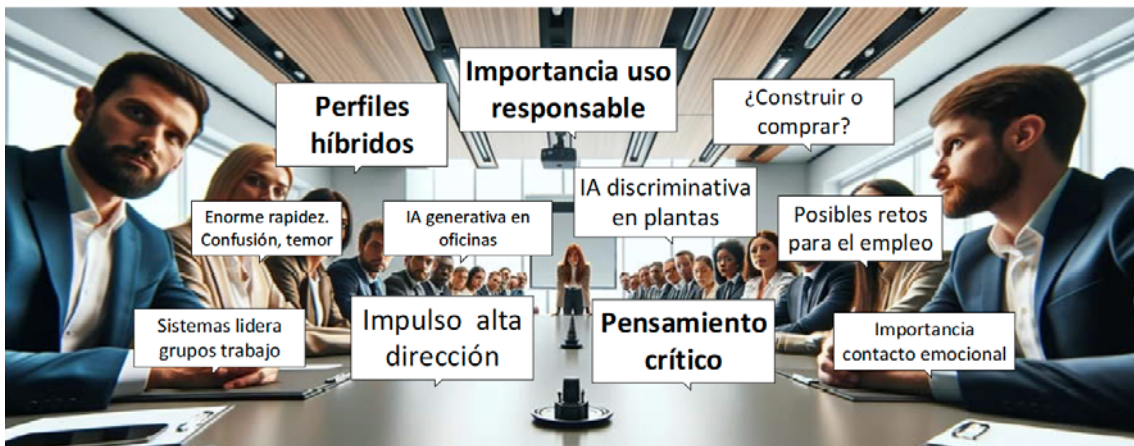 Importancia uso
responsable
¿Construir o
comprar?
Perfiles
híbridos
IA discriminativa
en plantas
Enorme rapidez.
Confusión, temor
IA generativa en
oficinas
Posibles retos
para el empleo
Sistemas lidera
grupos trabajo
Impulso alta
dirección
Pensamiento
crítico
Importancia
contacto emocional